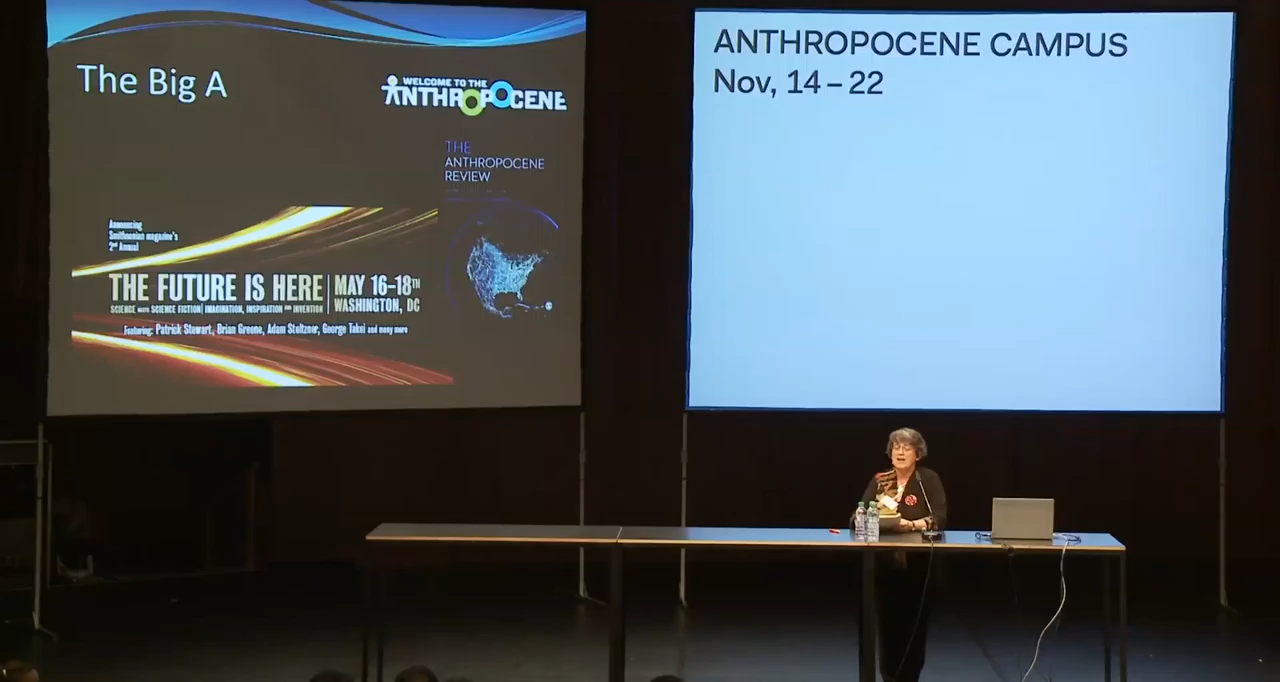 The Big A
WELCOME TO THE
ANTHROPOCENE
THE
ANTHROPOCENE
REVIEW
Announcing
Smithsonian magazine's
2nd Annual
THE FUTURE IS HERE
MAY 16-18TH
SCIENCE MEETS SCIENCE FICTION| IMAGINATION, INSPIRATION AND INVENTION
WASHINGTON, DC
Featuring: Patrick Stewart, Brian Greene, Adam Steltzner, George Takei and many more
ANTHROPOCENE CAMPUS
Nov, 14 – 22